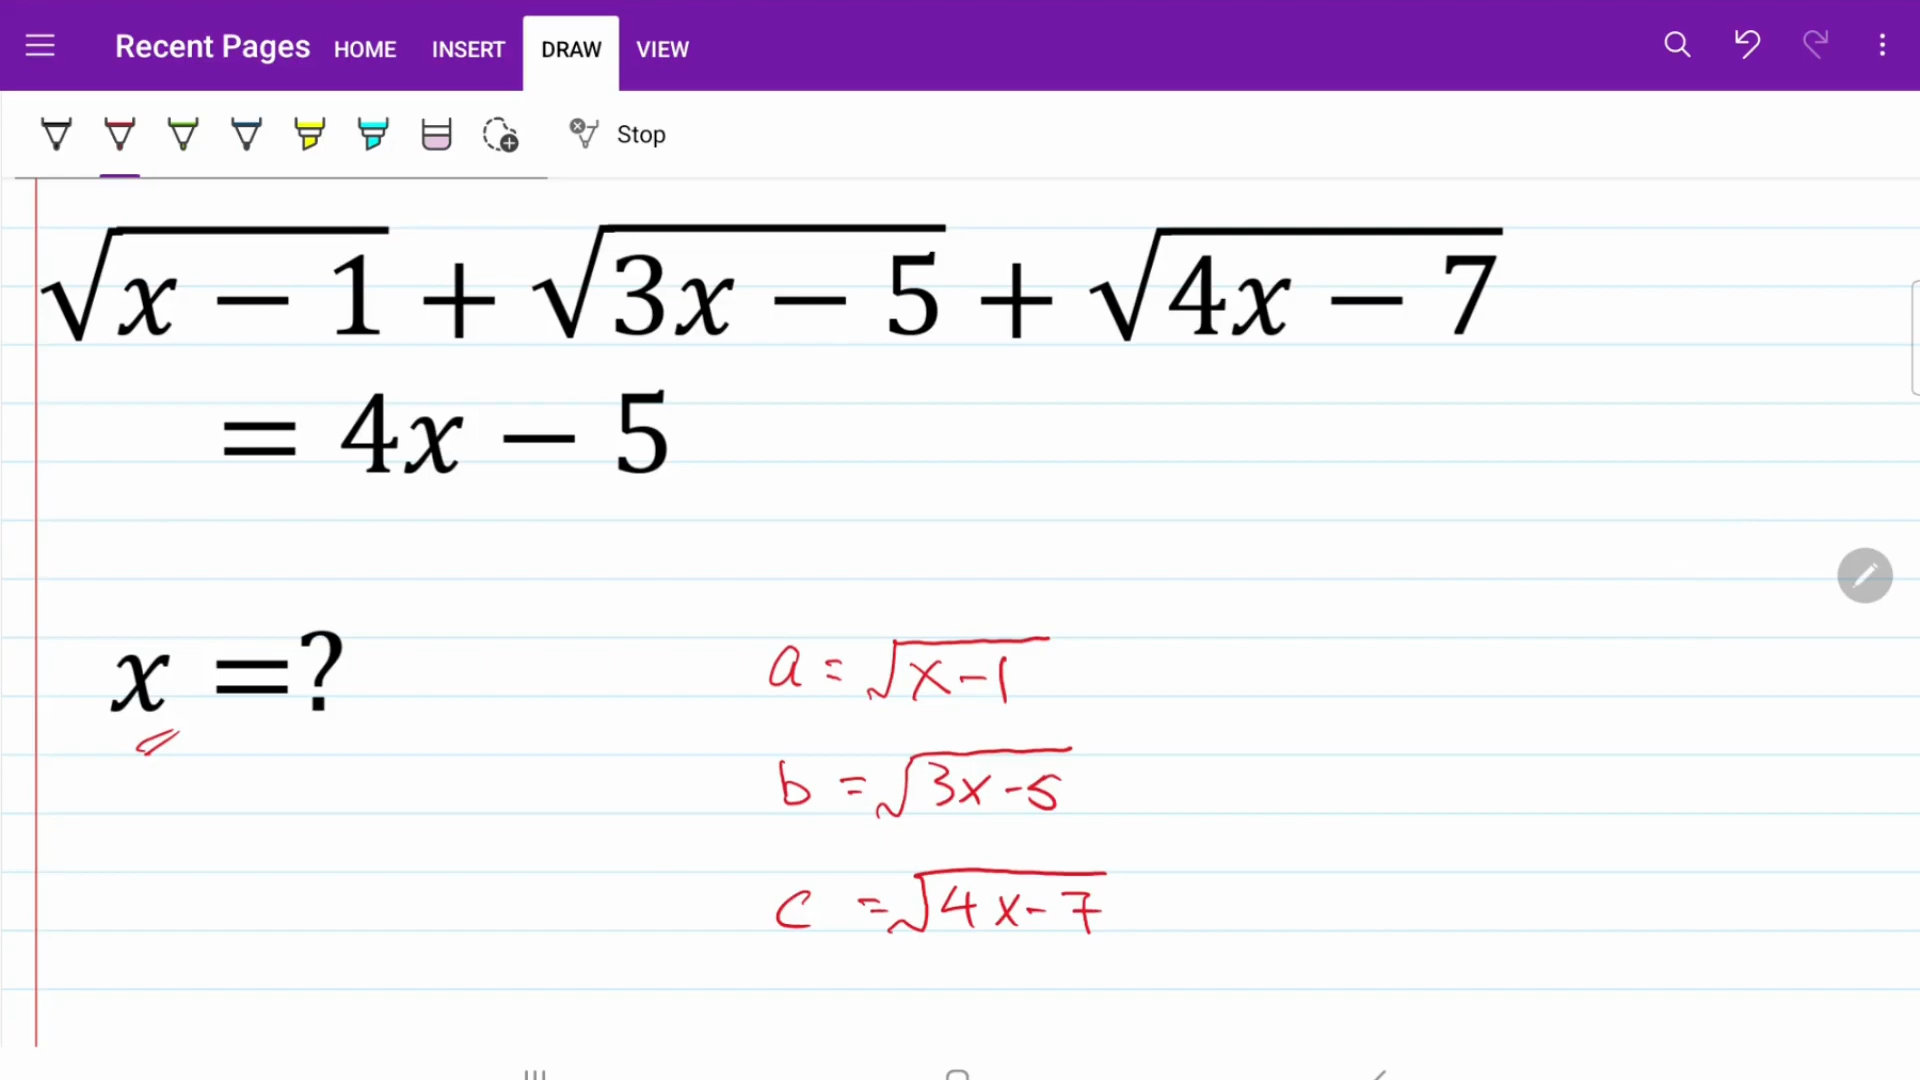 Recent Pages HOME INSERT DRAW VIEW
Stop
√x − 1 + √3x − 5 + √4x − 7
= 4x − 5
x =?
a = √x-1
b = √3x-5
c = √4x-7